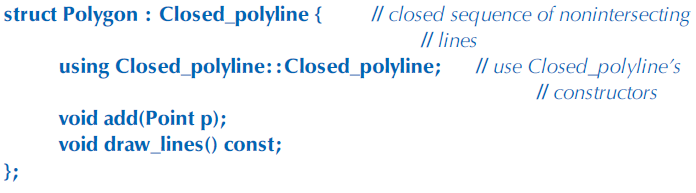 struct Polygon : Closed_polyline { // closed sequence of nonintersecting
// lines
using Closed_polyline::Closed_polyline; // use Closed_polyline’s
// constructors
void add(Point p);
void draw_lines() const;
};